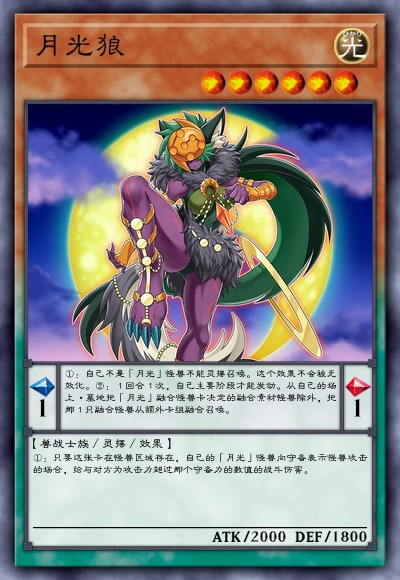 月光狼
光
①：自己不是「月光」怪兽不能灵摆召唤。这个效果不会被无
效化。②：1回合1次，自己主要阶段才能发动。从自己的场
上·墓地把「月光」融合怪兽卡决定的融合素材怪兽除外，把
那1只融合怪兽从额外卡组融合召唤。
1
1
【兽战士族／灵摆／效果】
①：只要这张卡在怪兽区域存在，自己的「月光」怪兽向守备表示怪兽攻击
的场合，给与对方为攻击力超过那个守备力的数值的战斗伤害。
ATK/2000 DEF/1800